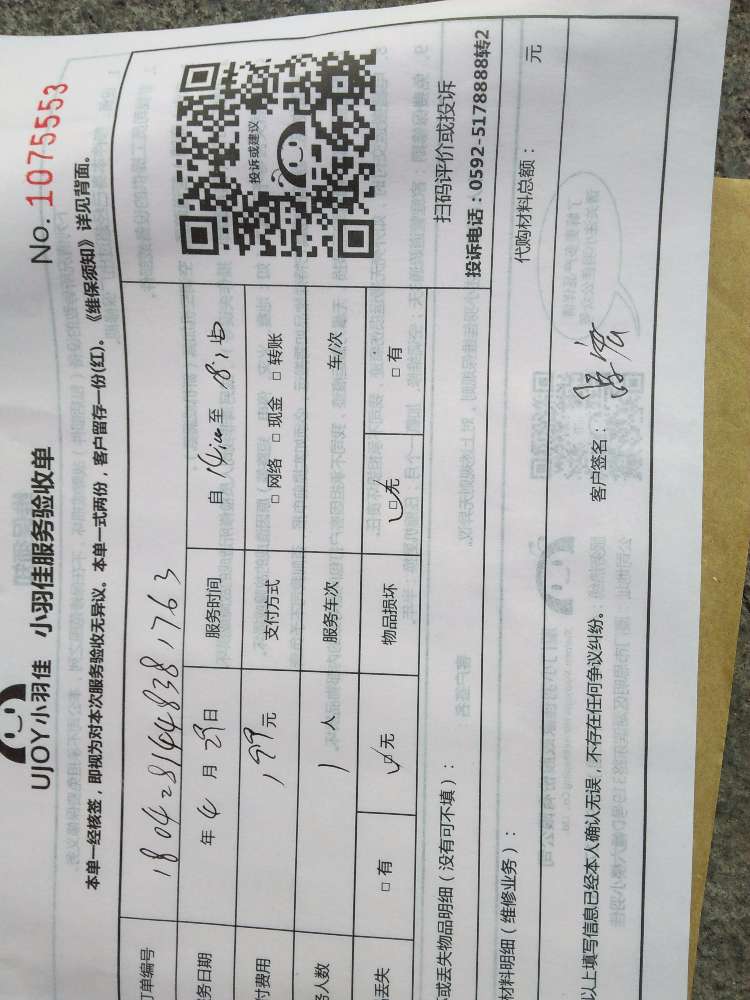 UJOY小羽佳 小羽佳服务验收单
No. 1075553
本单一经核签，即视为对本次服务验收无异议。本单一式两份，客户留存一份(红)。《维保须知》详见背面。
订单编号 1804281448381763
务日期 年 4 月 29 日 服务时间 自 14:00 至
付费用 199 元 支付方式 □ 网络 □ 现金 □ 转账
务人数 1 人 服务车次 车/次
丢失 □ 有 □ 无 物品损坏 □ 无 □ 有
投诉或建议
扫码评价或投诉
投诉电话：0592-5178888转2
或丢失物品明细（没有可不填）：
材料明细（维修业务）： 代购材料总额： 元
以上填写信息已经本人确认无误，不存在任何争议纠纷。 客户签名：